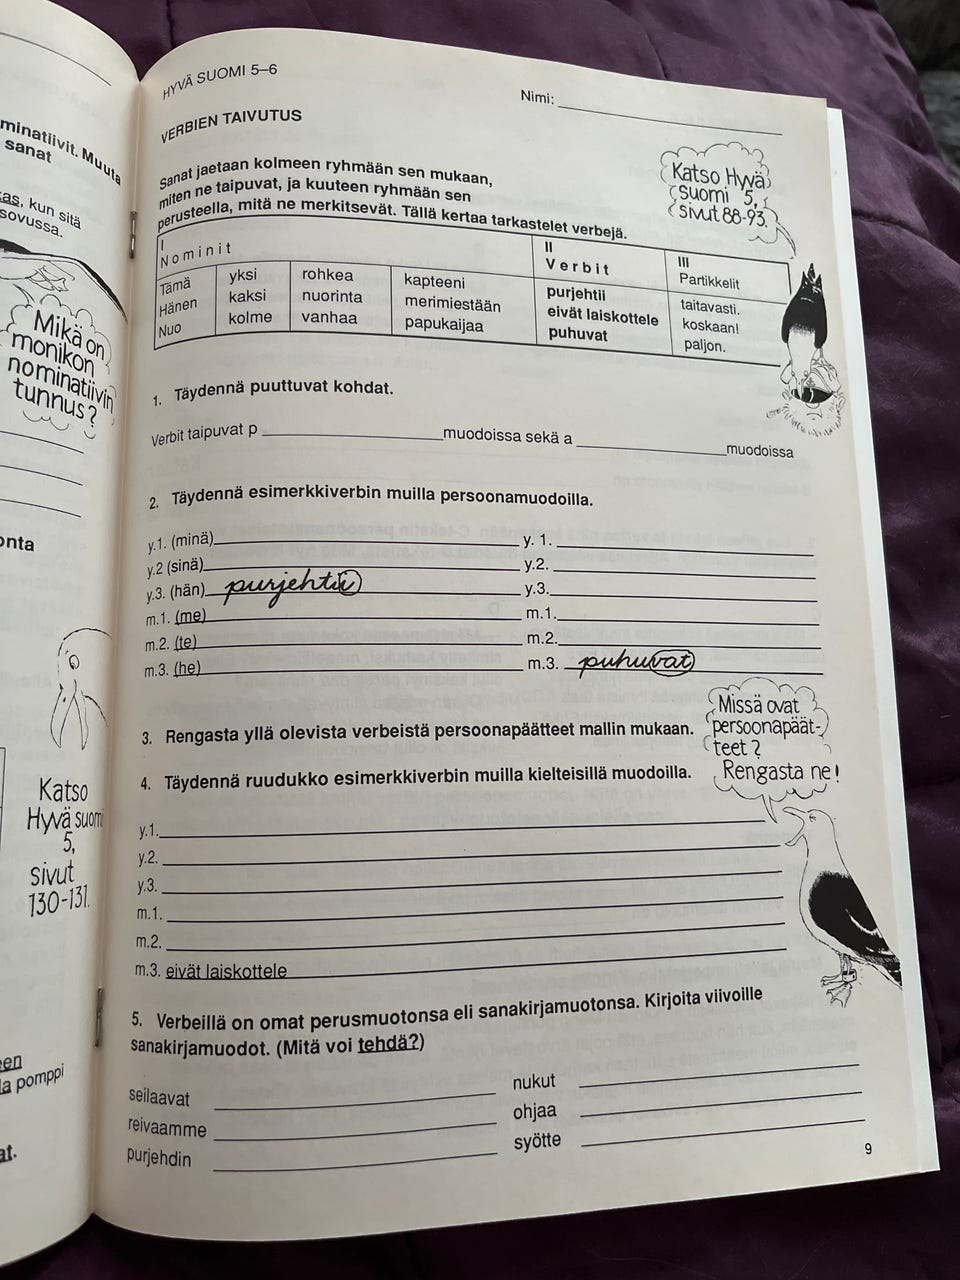 minatiivit. Muuta
sanat
kas, kun sitä
sovussa.
Mikä on
monikon
nominatiivin
tunnus?
onta
Katso
Hyvä suomi
5,
sivut
130-131.
een
la pomppi
at.
HYVÄ SUOMI 5–6
Nimi:
VERBIEN TAIVUTUS
Sanat jaetaan kolmeen ryhmään sen mukaan,
miten ne taipuvat, ja kuuteen ryhmään sen
perusteella, mitä ne merkitsevät. Tällä kertaa tarkastelet verbejä.
Katso Hyvä
suomi 5,
sivut 88-93.
I II III
Nominit Verbit Partikkelit
Tämä yksi rohkea kapteeni purjehtii taitavasti.
Hänen kaksi nuorinta merimiestään eivät laiskottele koskaan!
Nuo kolme vanhaa papukaijaa puhuvat paljon.
1. Täydennä puuttuvat kohdat.
Verbit taipuvat p muodoissa sekä a muodoissa
2. Täydennä esimerkkiverbin muilla persoonamuodoilla.
y.1. (minä) y. 1.
y.2 (sinä) y.2.
y.3. (hän) purjehtii y.3.
m.1. (me) m.1.
m.2. (te) m.2.
m.3. (he) m.3. puhuvat
3. Rengasta yllä olevista verbeistä persoonapäätteet mallin mukaan.
Missä ovat
persoonapäät-
teet?
Rengasta ne!
4. Täydennä ruudukko esimerkkiverbin muilla kielteisillä muodoilla.
y.1.
y.2.
y.3.
m.1.
m.2.
m.3. eivät laiskottele
5. Verbeillä on omat perusmuotonsa eli sanakirjamuotonsa. Kirjoita viivoille
sanakirjamuodot. (Mitä voi tehdä?)
seilaavat nukut
reivaamme ohjaa
purjehdin syötte
9